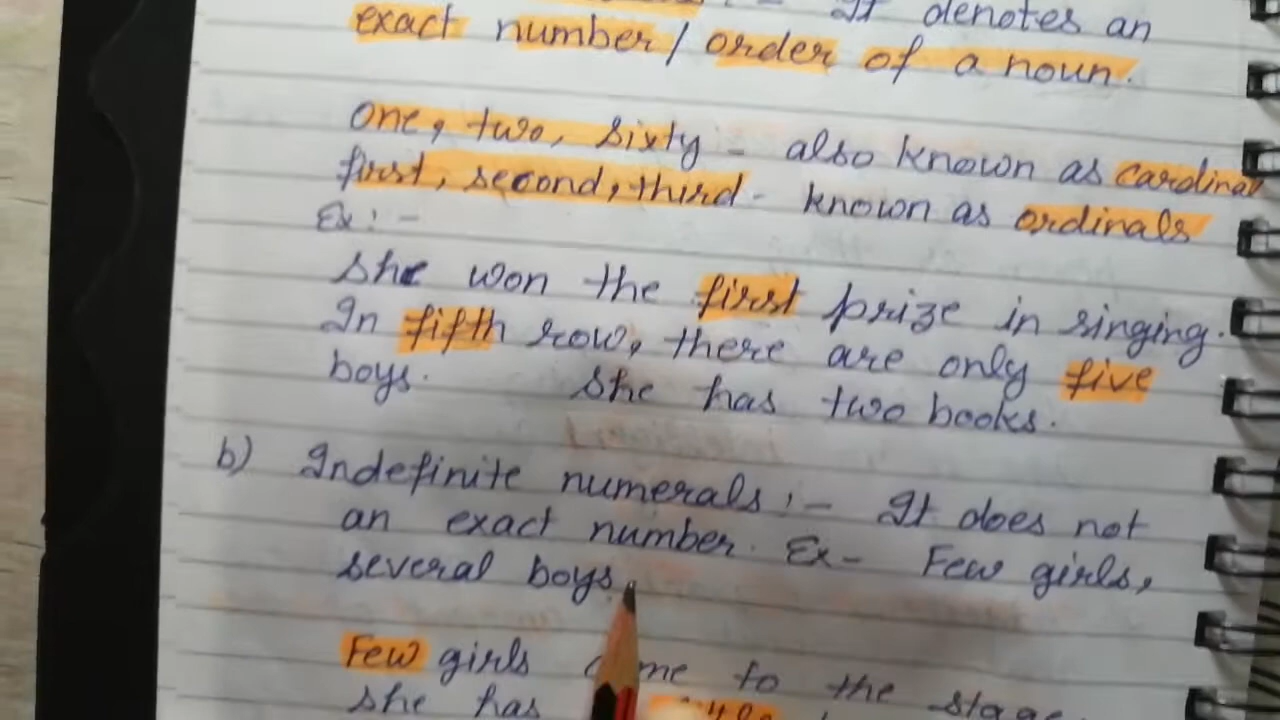 It denotes an
exact number/ order of a noun.
one, two, sixty - also known as cardinal
first, second, third - known as ordinals
Ex: -
She won the first prize in singing.
In fifth row, there are only five
boys. She has two books.
b) Indefinite numerals: - It does not
an exact number. Ex- Few girls,
several boys.
Few girls to the stage
She has